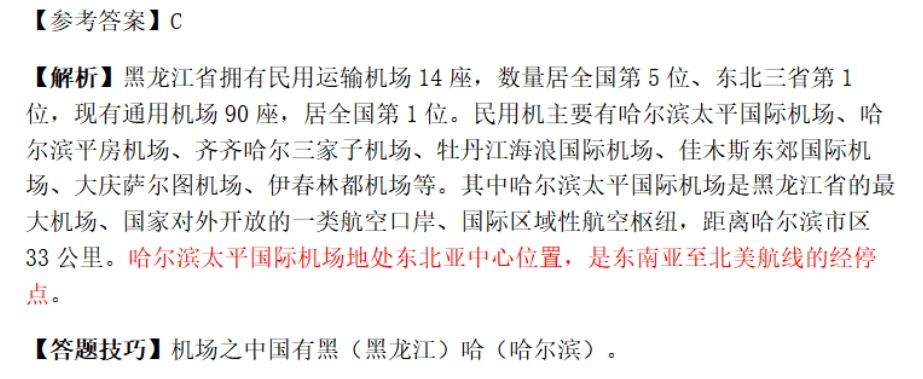 【参考答案】C
【解析】黑龙江省拥有民用运输机场 14 座，数量居全国第 5 位、东北三省第 1
位，现有通用机场 90 座，居全国第 1 位。民用机主要有哈尔滨太平国际机场、哈
尔滨平房机场、齐齐哈尔三家子机场、牡丹江海浪国际机场、佳木斯东郊国际机
场、大庆萨尔图机场、伊春林都机场等。其中哈尔滨太平国际机场是黑龙江省的最
大机场、国家对外开放的一类航空口岸、国际区域性航空枢纽，距离哈尔滨市区
33 公里。哈尔滨太平国际机场地处东北亚中心位置，是东南亚至北美航线的经停
点。
【答题技巧】机场之中国有黑（黑龙江）哈（哈尔滨）。